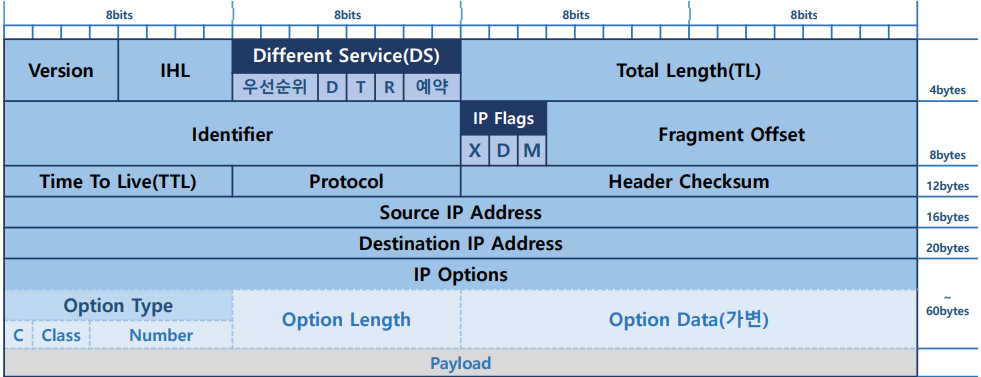 8bits 8bits 8bits 8bits
Version IHL Different Service(DS) Total Length(TL)
우선순위 D T R 예약
4bytes
Identifier IP Flags Fragment Offset
X D M
8bytes
Time To Live(TTL) Protocol Header Checksum 12bytes
Source IP Address 16bytes
Destination IP Address 20bytes
IP Options
Option Type Option Length Option Data(가변)
C Class Number
~
60bytes
Payload